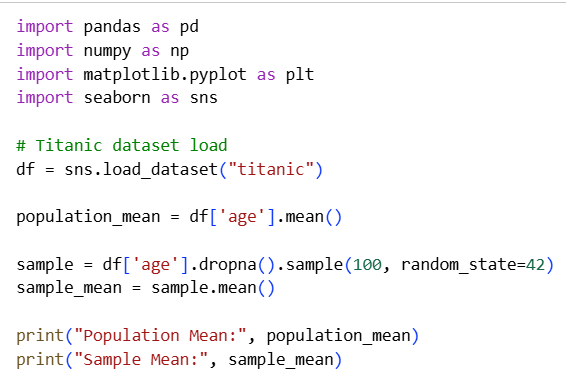 import pandas as pd
import numpy as np
import matplotlib.pyplot as plt
import seaborn as sns
# Titanic dataset load
df = sns.load_dataset("titanic")
population_mean = df['age'].mean()
sample = df['age'].dropna().sample(100, random_state=42)
sample_mean = sample.mean()
print("Population Mean:", population_mean)
print("Sample Mean:", sample_mean)